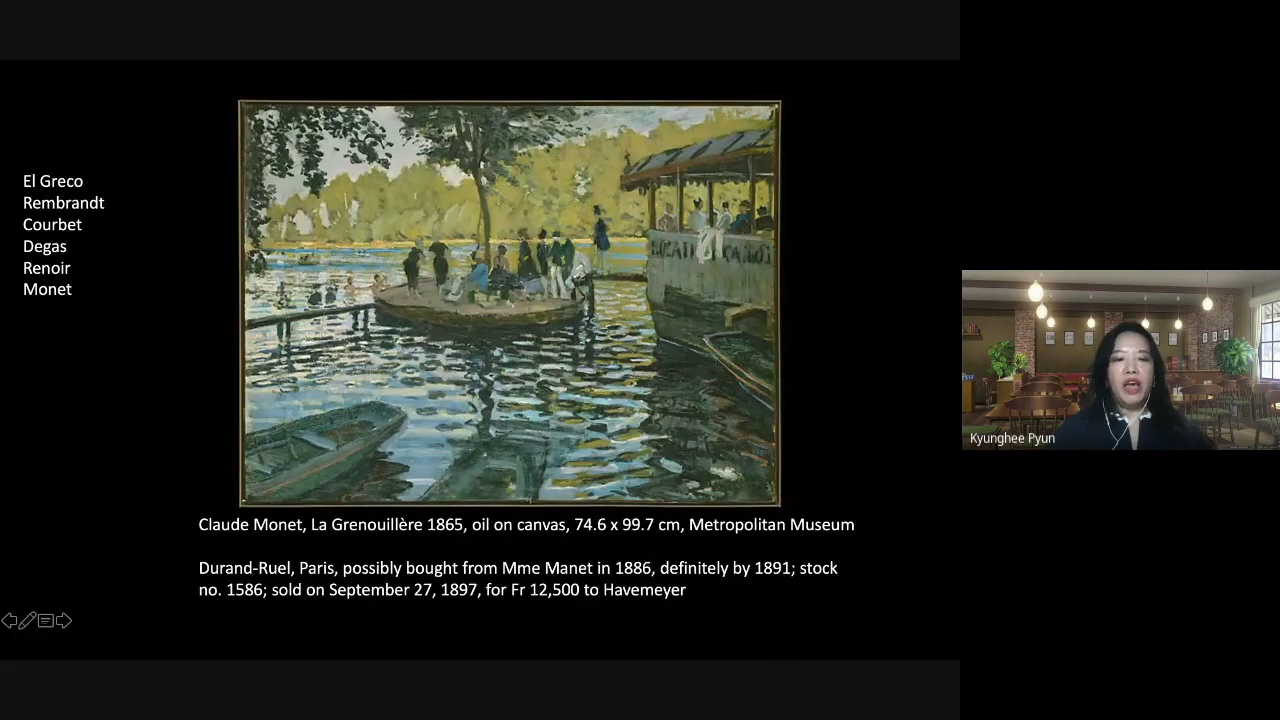 El Greco
Rembrandt
Courbet
Degas
Renoir
Monet
Claude Monet, La Grenouillère 1865, oil on canvas, 74.6 x 99.7 cm, Metropolitan Museum
Durand-Ruel, Paris, possibly bought from Mme Manet in 1886, definitely by 1891; stock
no. 1586; sold on September 27, 1897, for Fr 12,500 to Havemeyer
Kyunghee Pyun